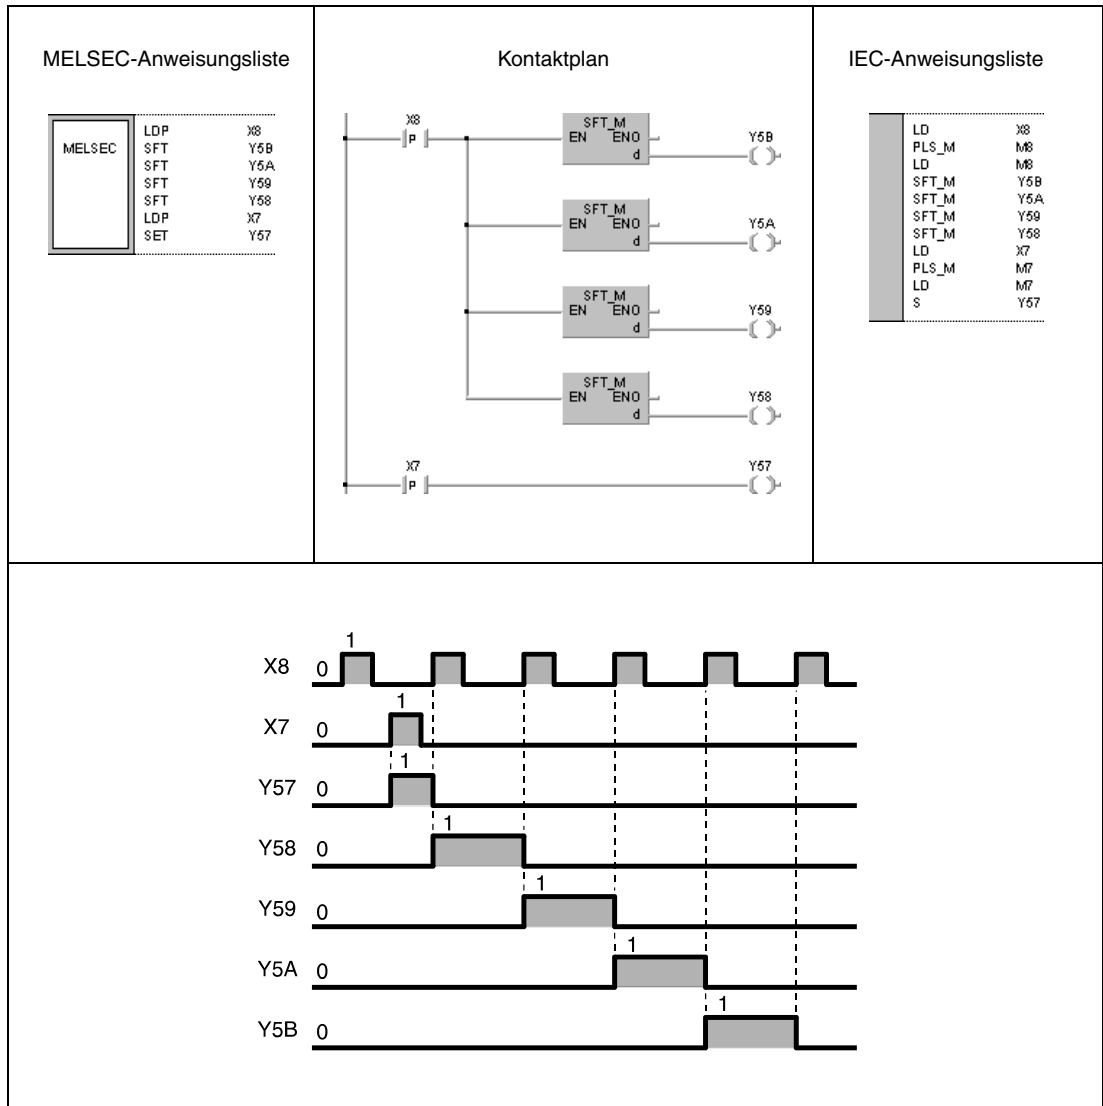 MELSEC-Anweisungsliste
MELSEC
LDP X8
SFT Y5B
SFT Y5A
SFT Y59
SFT Y58
LDP X7
SET Y57
Kontaktplan
X8
P
SFT_M
EN ENO
d
Y5B
SFT_M
EN ENO
d
Y5A
SFT_M
EN ENO
d
Y59
SFT_M
EN ENO
d
Y58
X7
P
Y57
IEC-Anweisungsliste
LD X8
PLS_M M8
LD M8
SFT_M Y5B
SFT_M Y5A
SFT_M Y59
SFT_M Y58
LD X7
PLS_M M7
LD M7
S Y57
1
X8 0
1
X7 0
1
Y57 0
1
Y58 0
1
Y59 0
1
Y5A 0
1
Y5B 0